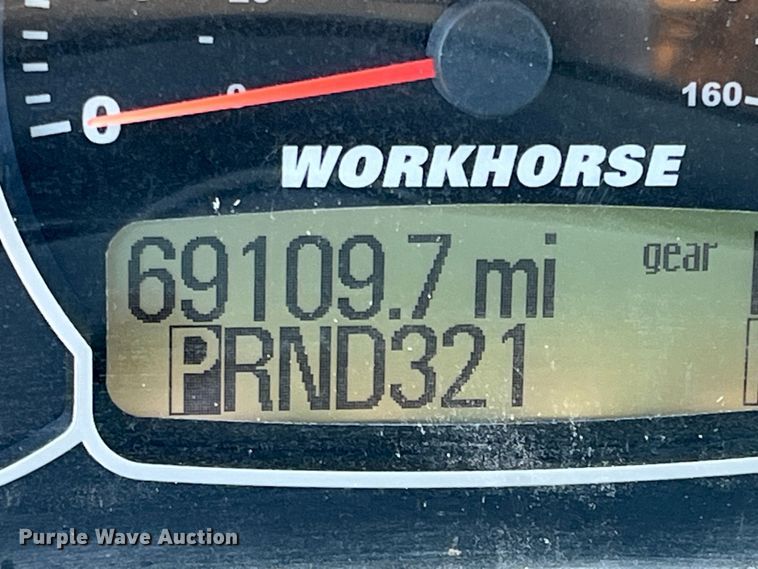 0
160
WORKHORSE
69109.7 mi gear
PRND321
Purple Wave Auction